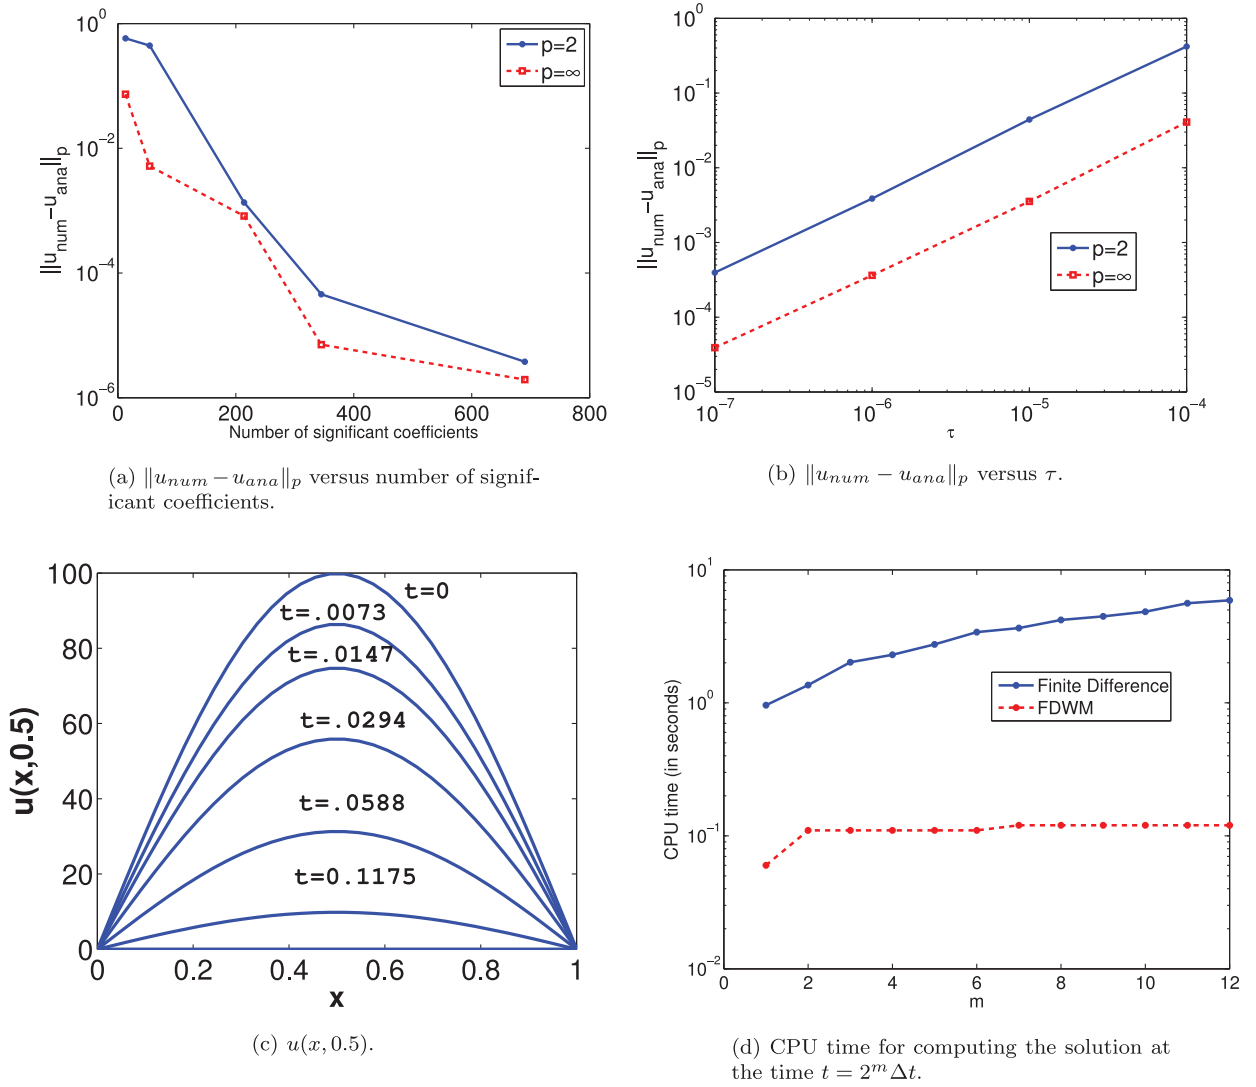 10^0
10^-2
10^-4
10^-6
||u_num-u_ana||_p
0 200 400 600 800
Number of significant coefficients
p=2
p=∞
(a) ‖u_num − u_ana‖_p versus number of signif-
icant coefficients.
10^0
10^-1
10^-2
10^-3
10^-4
10^-5
||u_num-u_ana||_p
10^-7 10^-6 10^-5 10^-4
τ
p=2
p=∞
(b) ‖u_num − u_ana‖_p versus τ.
100
80
60
40
20
0
u(x,0.5)
t=0
t=.0073
t=.0147
t=.0294
t=.0588
t=0.1175
0 0.2 0.4 0.6 0.8 1
x
(c) u(x, 0.5).
10^1
10^0
10^-1
10^-2
CPU time (in seconds)
Finite Difference
FDWM
0 2 4 6 8 10 12
m
(d) CPU time for computing the solution at
the time t = 2^m Δt.